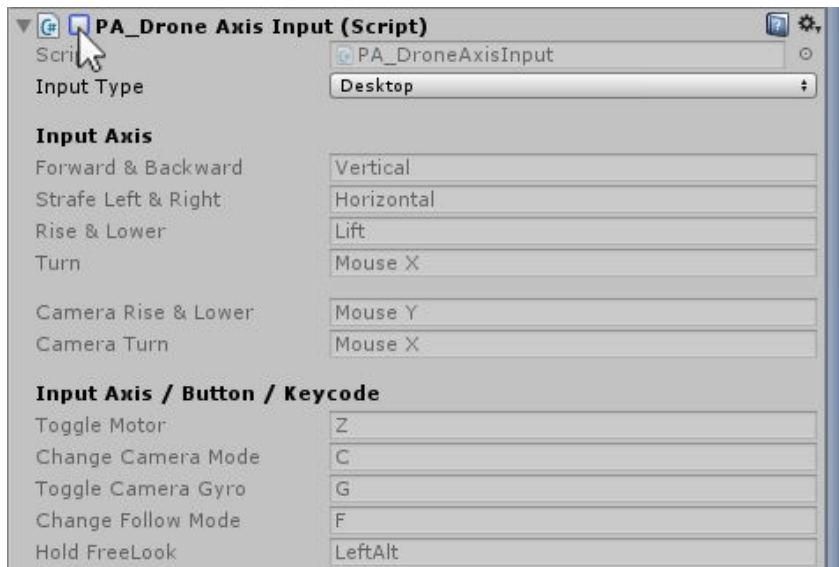 PA_Drone Axis Input (Script)
Scri PA_DroneAxisInput
Input Type Desktop
Input Axis
Forward & Backward Vertical
Strafe Left & Right Horizontal
Rise & Lower Lift
Turn Mouse X
Camera Rise & Lower Mouse Y
Camera Turn Mouse X
Input Axis / Button / Keycode
Toggle Motor Z
Change Camera Mode C
Toggle Camera Gyro G
Change Follow Mode F
Hold FreeLook LeftAlt